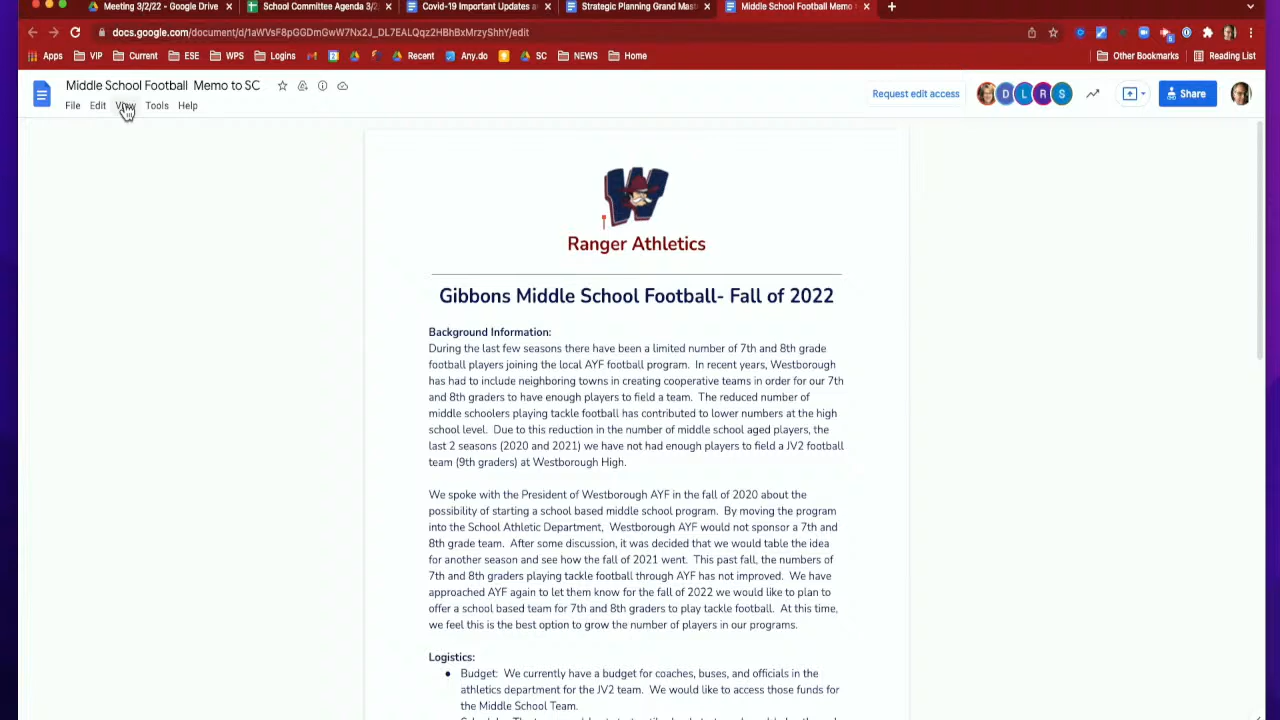 Meeting 3/2/22 - Google Drive
School Committee Agenda 3/2
Covid-19 Important Updates a
Strategic Planning Grand Mast
Middle School Football Memo
docs.google.com/document/d/1aWVsF8pGGDmGwW7Nx2J_DL7EALQqz2HBhBxMrzyShhY/edit
Apps VIP Current ESE WPS Logins Recent Any.do SC NEWS Home Other Bookmarks Reading List
Middle School Football Memo to SC
File Edit View Tools Help
Request edit access
D L R S
Share
W
Ranger Athletics
Gibbons Middle School Football- Fall of 2022
Background Information:
During the last few seasons there have been a limited number of 7th and 8th grade
football players joining the local AYF football program. In recent years, Westborough
has had to include neighboring towns in creating cooperative teams in order for our 7th
and 8th graders to have enough players to field a team. The reduced number of
middle schoolers playing tackle football has contributed to lower numbers at the high
school level. Due to this reduction in the number of middle school aged players, the
last 2 seasons (2020 and 2021) we have not had enough players to field a JV2 football
team (9th graders) at Westborough High.
We spoke with the President of Westborough AYF in the fall of 2020 about the
possibility of starting a school based middle school program. By moving the program
into the School Athletic Department, Westborough AYF would not sponsor a 7th and
8th grade team. After some discussion, it was decided that we would table the idea
for another season and see how the fall of 2021 went. This past fall, the numbers of
7th and 8th graders playing tackle football through AYF has not improved. We have
approached AYF again to let them know for the fall of 2022 we would like to plan to
offer a school based team for 7th and 8th graders to play tackle football. At this time,
we feel this is the best option to grow the number of players in our programs.
Logistics:
● Budget: We currently have a budget for coaches, buses, and officials in the
athletics department for the JV2 team. We would like to access those funds for
the Middle School Team.